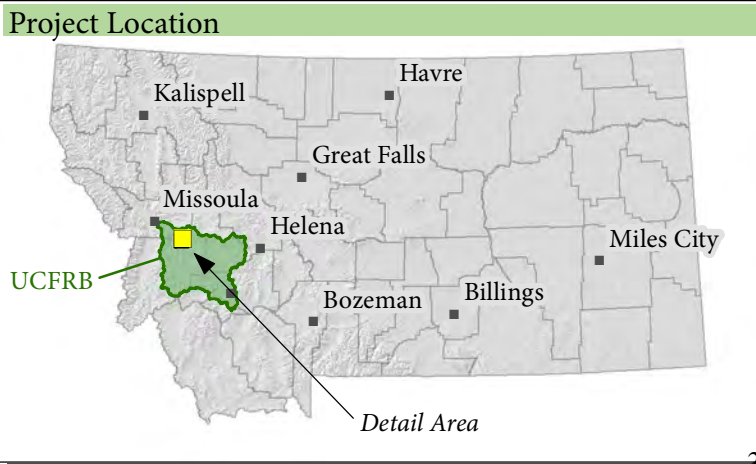 Project Location
Havre
Kalispell
Great Falls
Missoula
Helena
Miles City
UCFRB
Bozeman
Billings
Detail Area